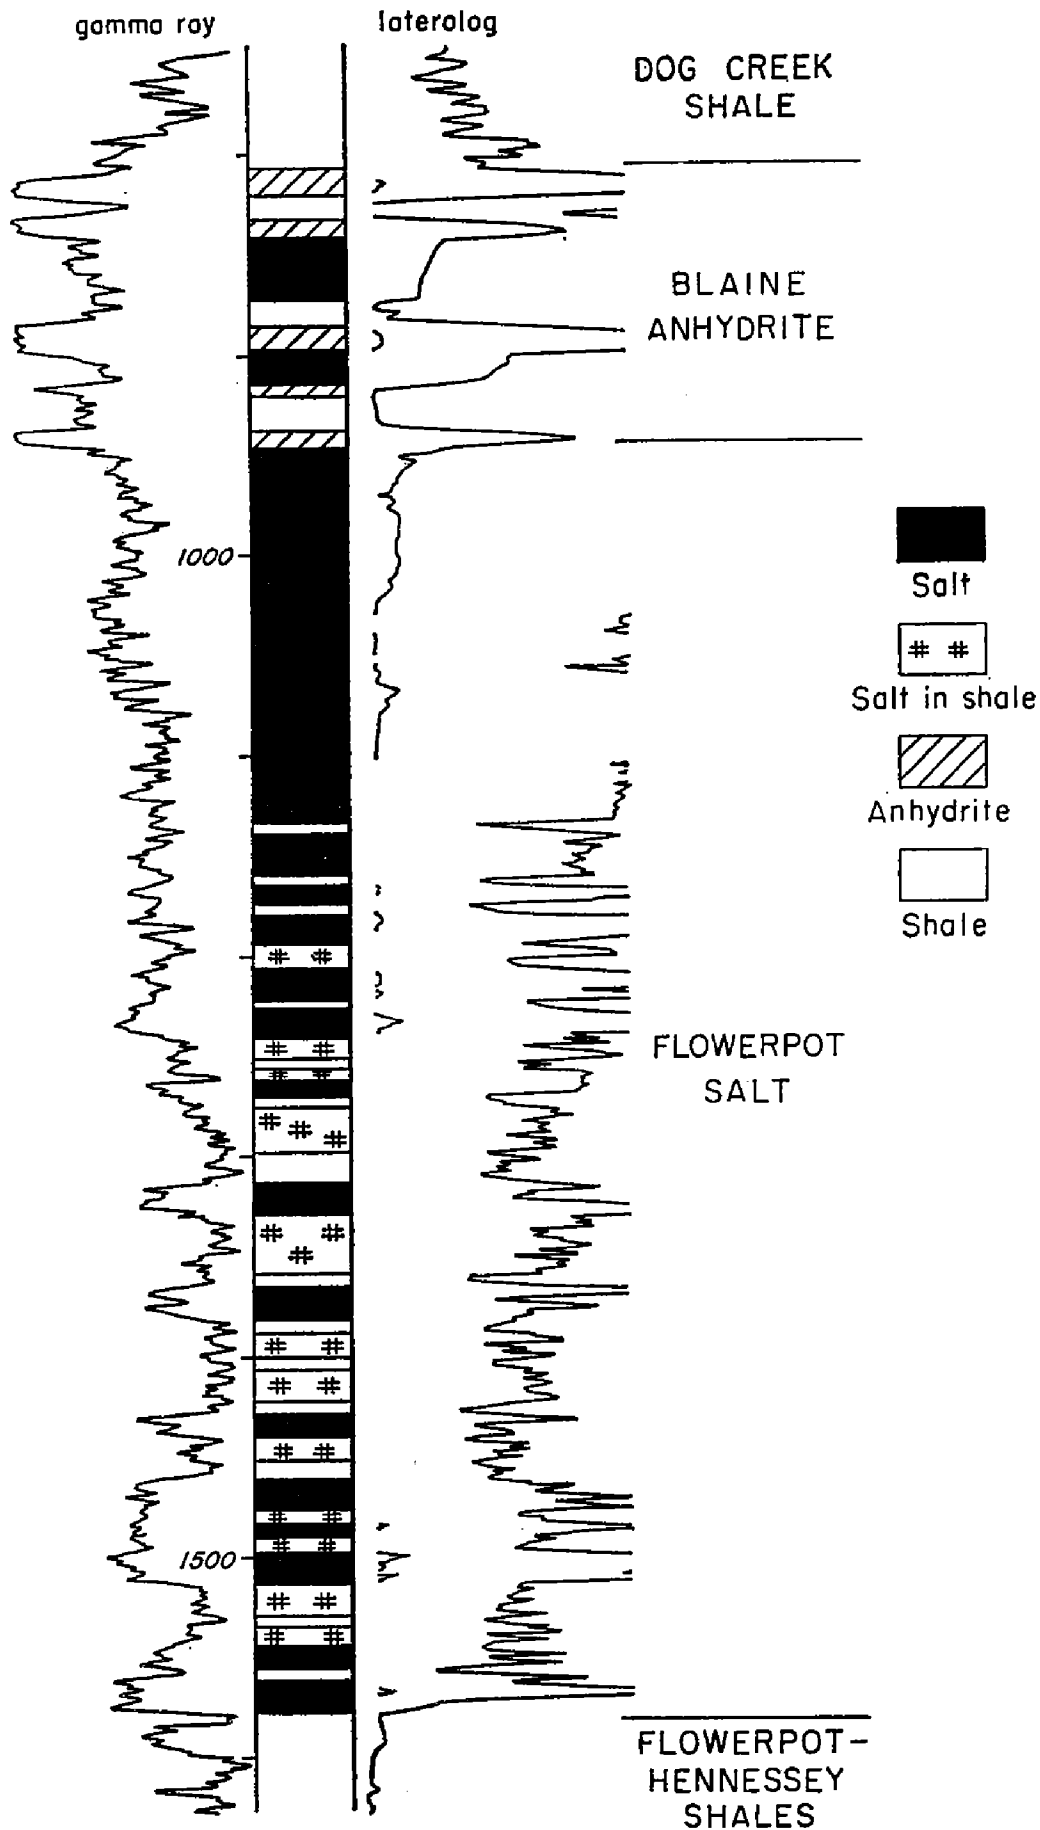 gamma ray
laterolog
DOG CREEK
SHALE
BLAINE
ANHYDRITE
1000
Salt
Salt in shale
Anhydrite
Shale
FLOWERPOT
SALT
1500
FLOWERPOT-
HENNESSEY
SHALES